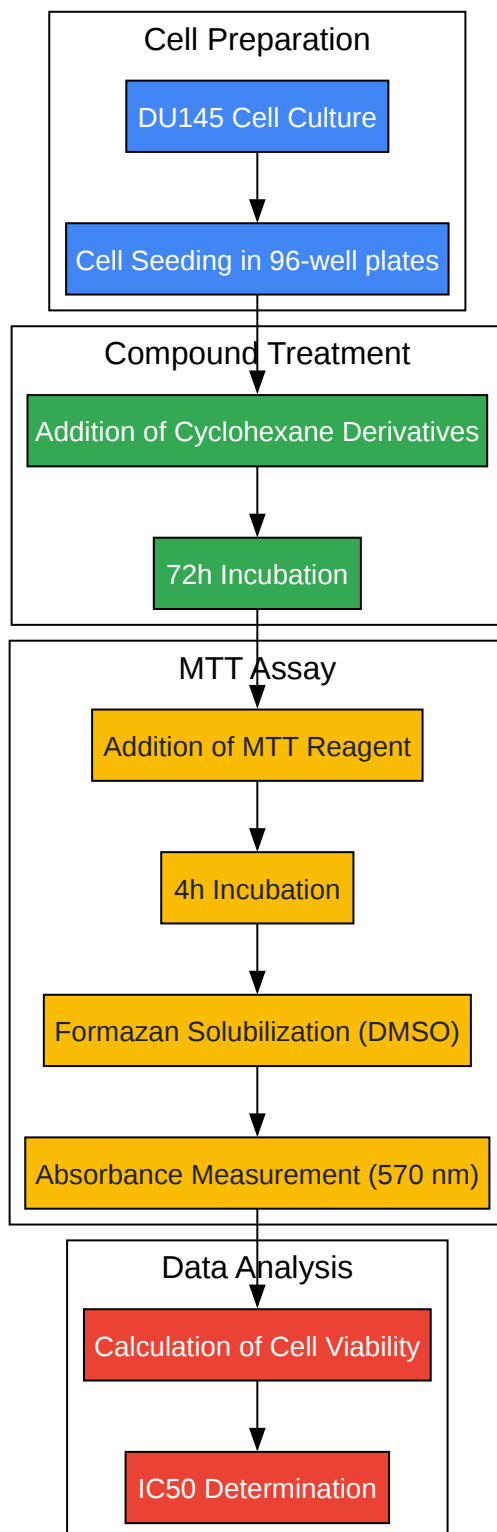 Cell Preparation
DU145 Cell Culture
Cell Seeding in 96-well plates
Compound Treatment
Addition of Cyclohexane Derivatives
72h Incubation
MTT Assay
Addition of MTT Reagent
4h Incubation
Formazan Solubilization (DMSO)
Absorbance Measurement (570 nm)
Data Analysis
Calculation of Cell Viability
IC50 Determination